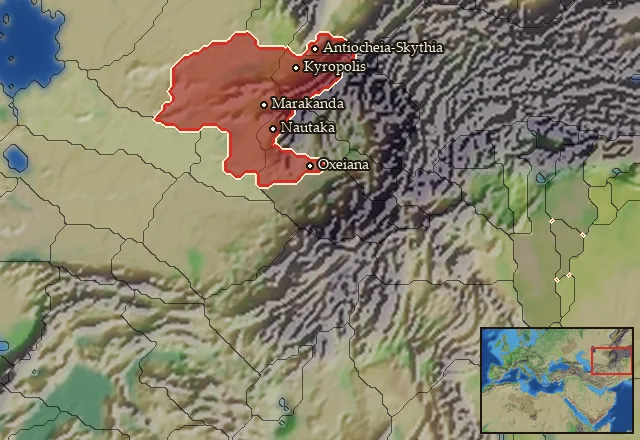 Antiocheia-Skythia
Kyropolis
Marakanda
Nautaka
Oxeiana